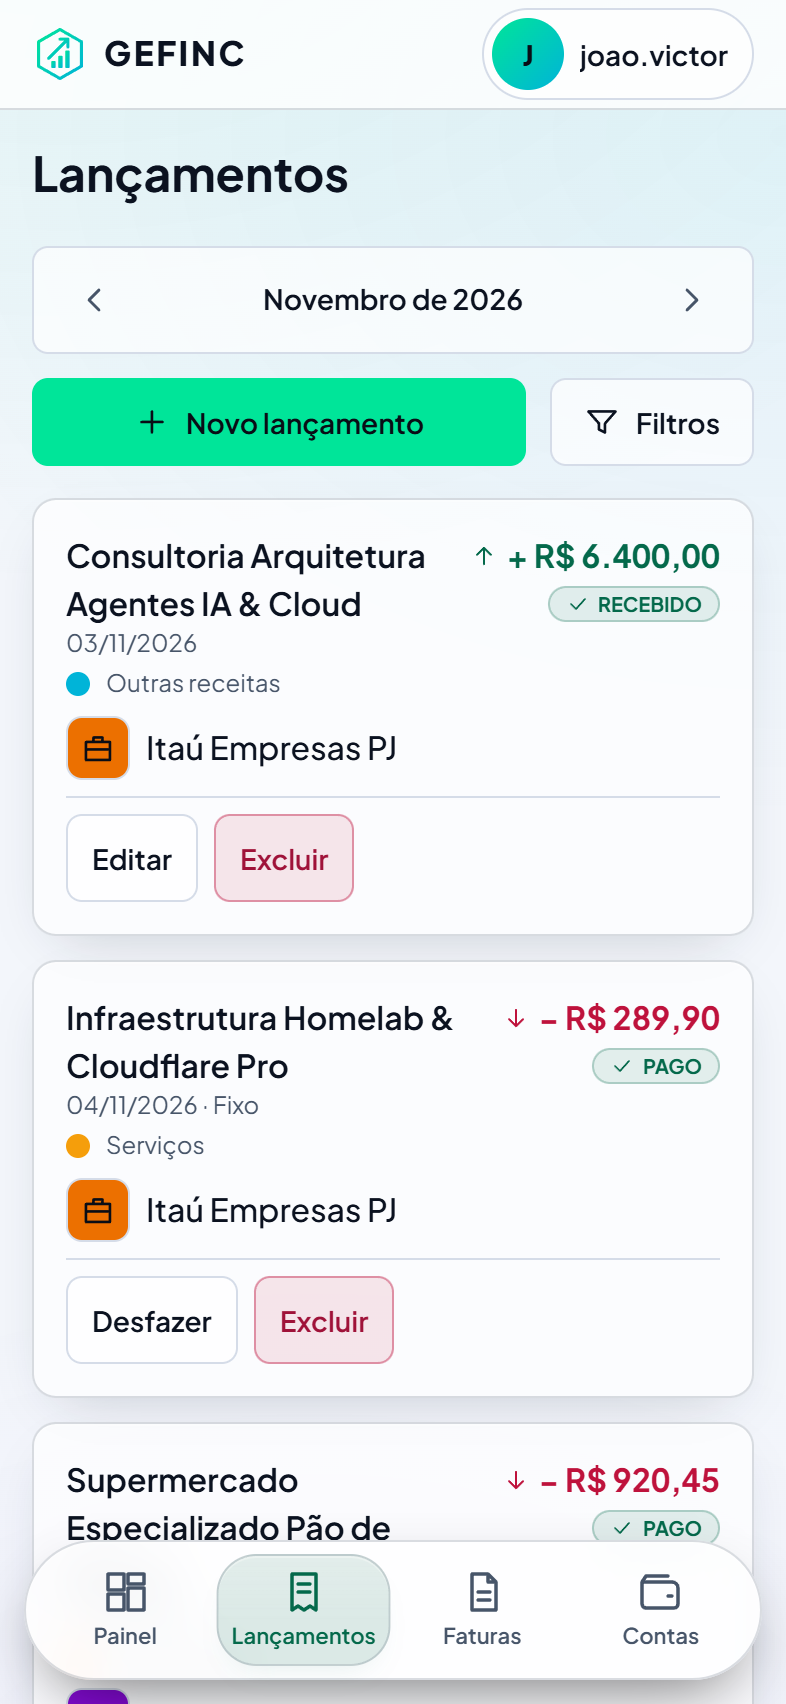 GEFINC
J
joao.victor
Lançamentos
Novembro de 2026
Novo lançamento
Filtros
Consultoria Arquitetura
Agentes IA & Cloud
+ R$ 6.400,00
RECEBIDO
03/11/2026
Outras receitas
Itaú Empresas PJ
Editar
Excluir
Infraestrutura Homelab &
Cloudflare Pro
– R$ 289,90
PAGO
04/11/2026 · Fixo
Serviços
Itaú Empresas PJ
Desfazer
Excluir
Supermercado
Especializado Pão de
– R$ 920,45
PAGO
Painel
Lançamentos
Faturas
Contas